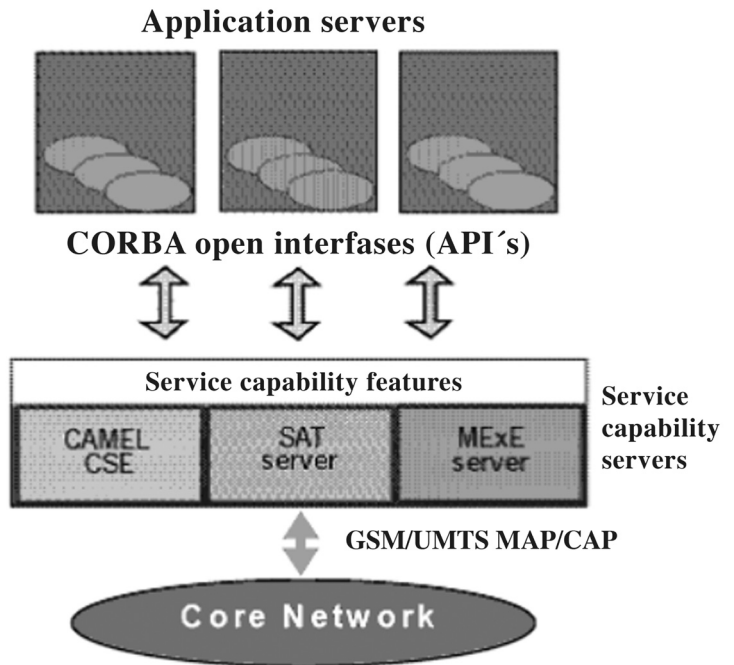 Application servers
CORBA open interfases (API´s)
Service capability features
Service
capability
servers
CAMEL
CSE
SAT
server
MExE
server
GSM/UMTS MAP/CAP
Core Network